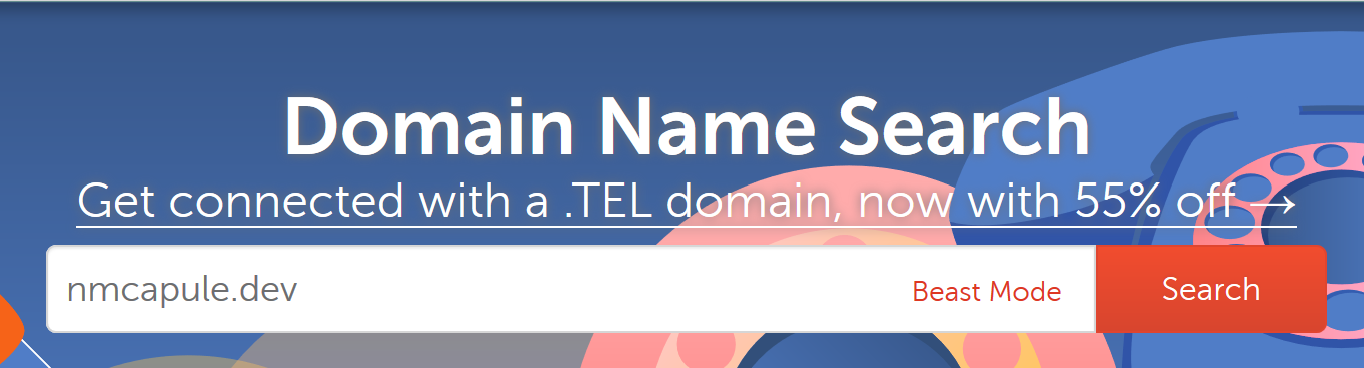 Domain Name Search
Get connected with a .TEL domain, now with 55% off →
nmcapule.dev Beast Mode Search